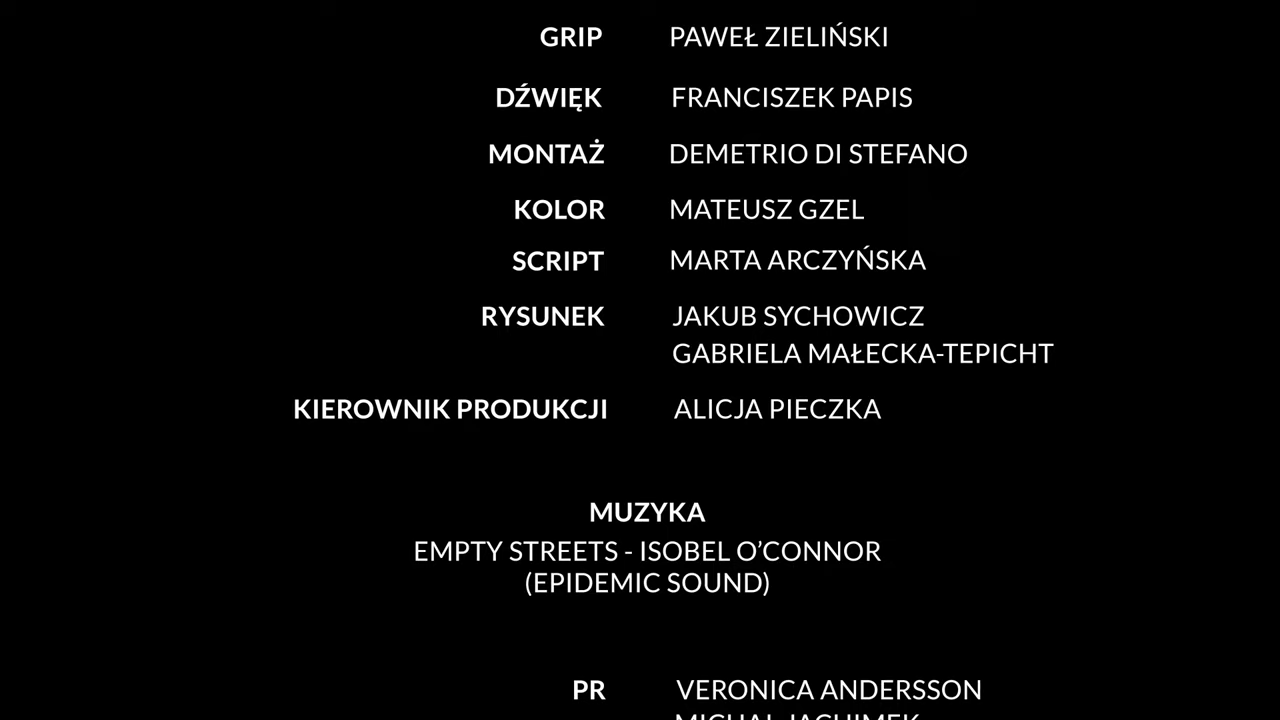 GRIP PAWEŁ ZIELIŃSKI
DŹWIĘK FRANCISZEK PAPIS
MONTAŻ DEMETRIO DI STEFANO
KOLOR MATEUSZ GZEL
SCRIPT MARTA ARCZYŃSKA
RYSUNEK JAKUB SYCHOWICZ
GABRIELA MAŁECKA-TEPICHT
KIEROWNIK PRODUKCJI ALICJA PIECZKA
MUZYKA
EMPTY STREETS - ISOBEL O’CONNOR
(EPIDEMIC SOUND)
PR VERONICA ANDERSSON